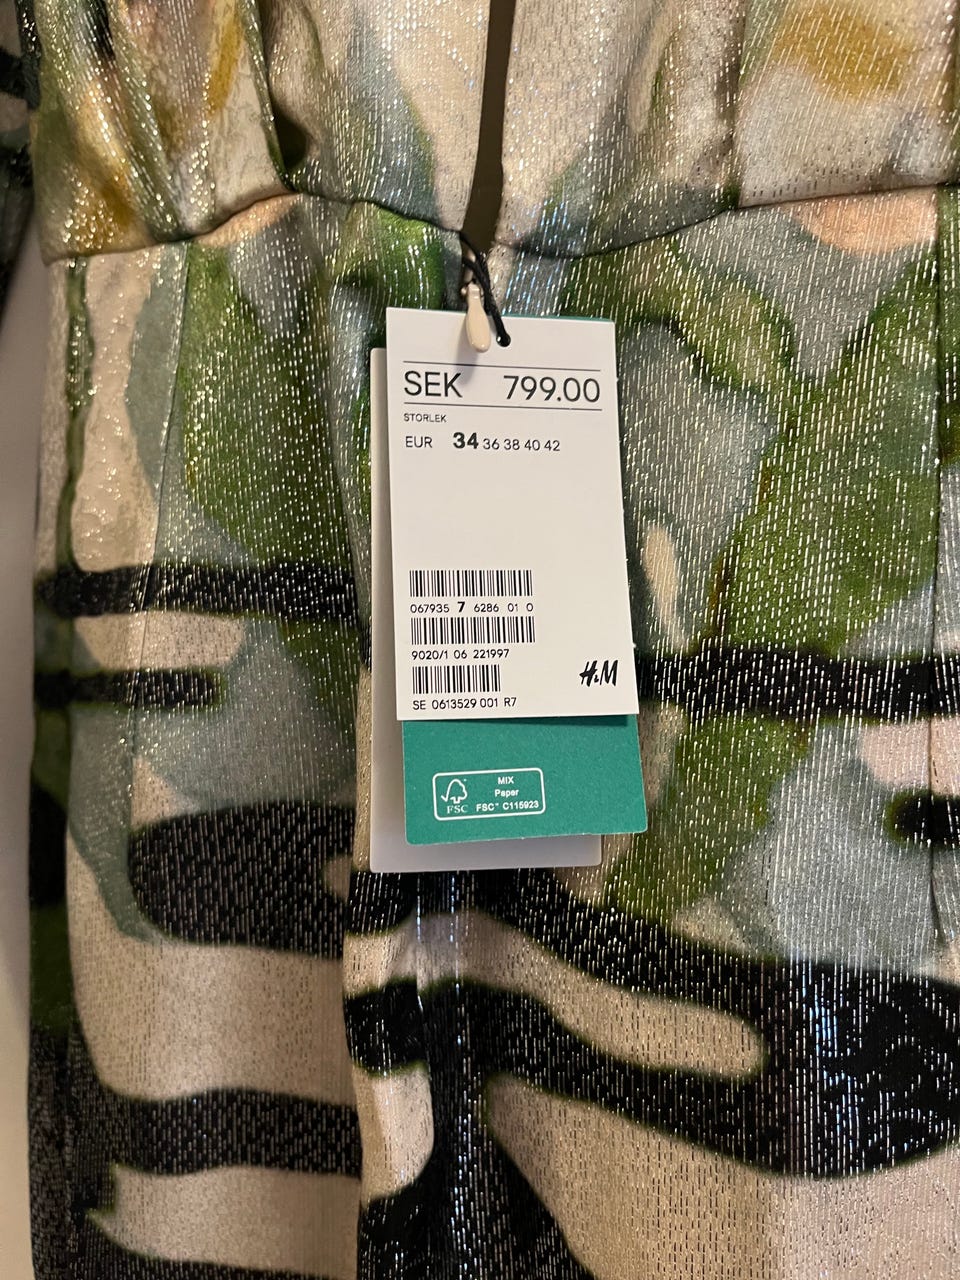 SEK 799.00
STORLEK
EUR 34 36 38 40 42
067935 7 6286 01 0
9020/1 06 221997
H&M
SE 0613529 001 R7
MIX
Paper
FSC FSC™ C115923